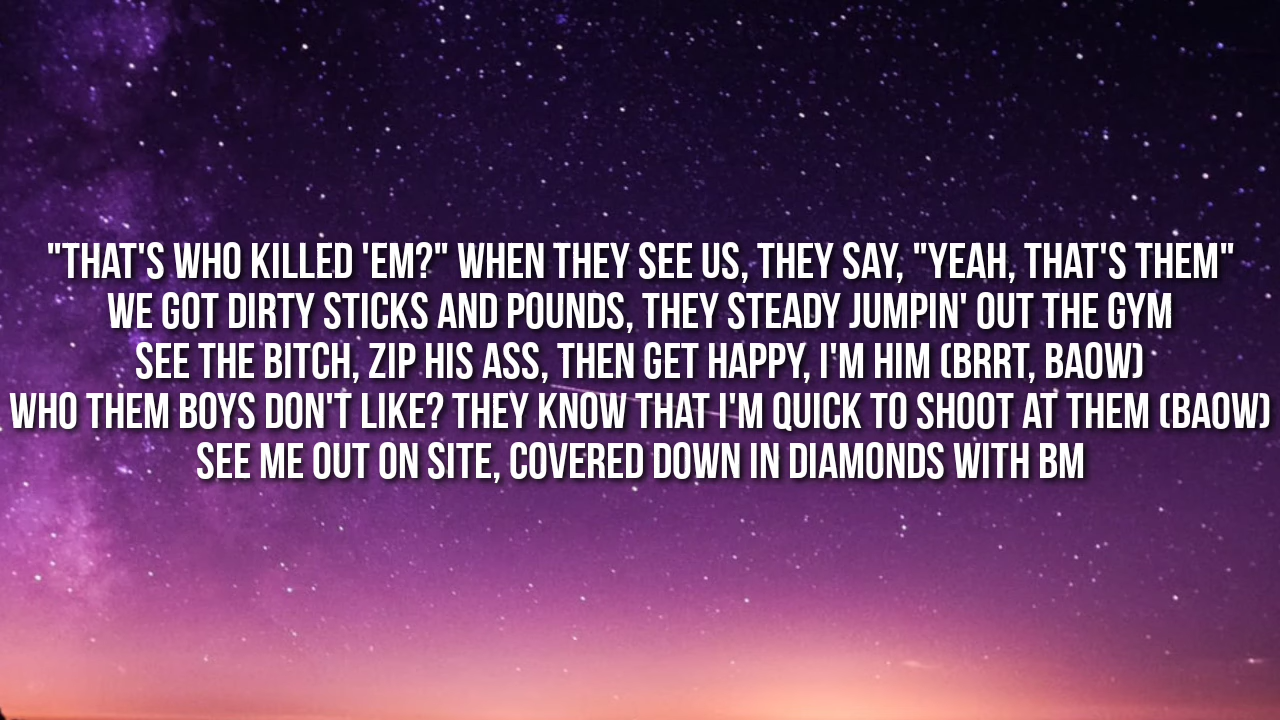 "THAT'S WHO KILLED 'EM?" WHEN THEY SEE US, THEY SAY, "YEAH, THAT'S THEM"
WE GOT DIRTY STICKS AND POUNDS, THEY STEADY JUMPIN' OUT THE GYM
SEE THE BITCH, ZIP HIS ASS, THEN GET HAPPY, I'M HIM (BRRT, BAOW)
WHO THEM BOYS DON'T LIKE? THEY KNOW THAT I'M QUICK TO SHOOT AT THEM (BAOW)
SEE ME OUT ON SITE, COVERED DOWN IN DIAMONDS WITH BM